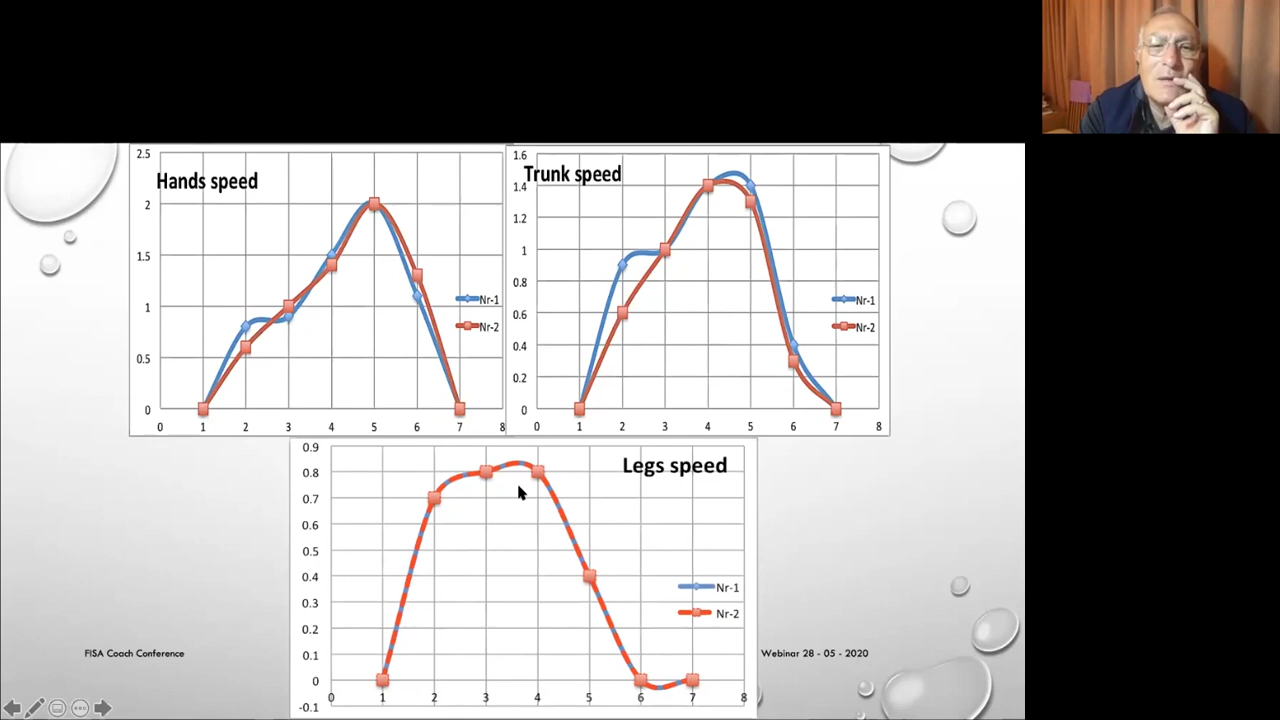 Hands speed
2.5
2
1.5
1
0.5
0
0 1 2 3 4 5 6 7 8
Nr-1
Nr-2
Trunk speed
1.6
1.4
1.2
1
0.8
0.6
0.4
0.2
0
0 1 2 3 4 5 6 7 8
Nr-1
Nr-2
Legs speed
0.9
0.8
0.7
0.6
0.5
0.4
0.3
0.2
0.1
0
-0.1
0 1 2 3 4 5 6 7 8
Nr-1
Nr-2
FISA Coach Conference
Webinar 28 - 05 - 2020